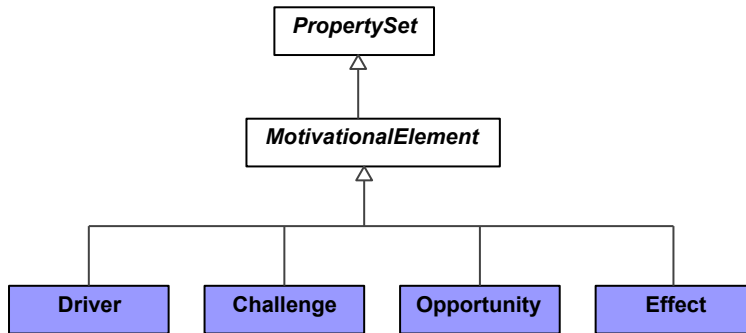 PropertySet
MotivationalElement
Driver
Challenge
Opportunity
Effect